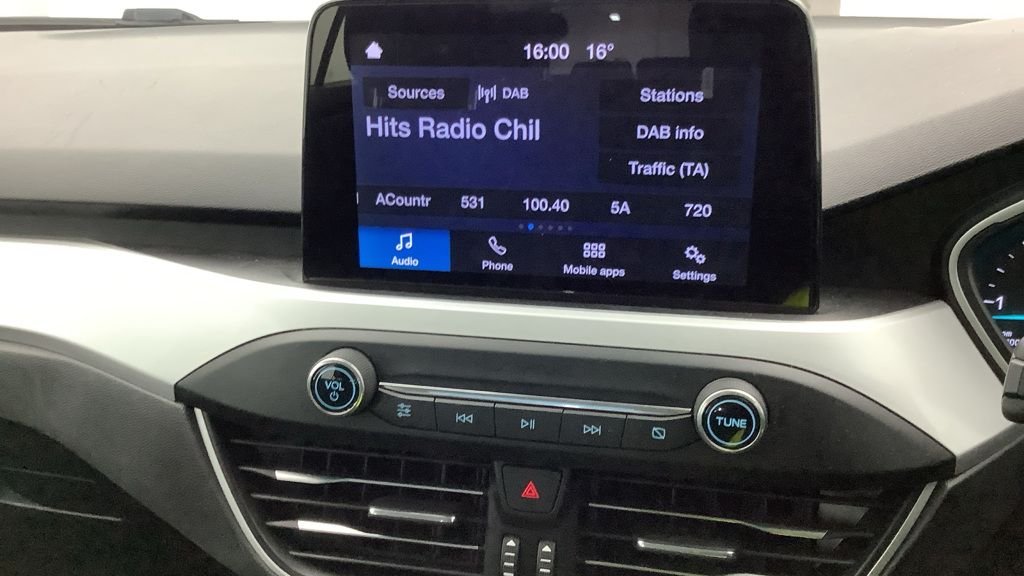 16:00 16°
Sources DAB
Stations
Hits Radio Chil
DAB info
Traffic (TA)
ACountr 531 100.40 5A 720
Audio Phone Mobile apps Settings
VOL
TUNE
1